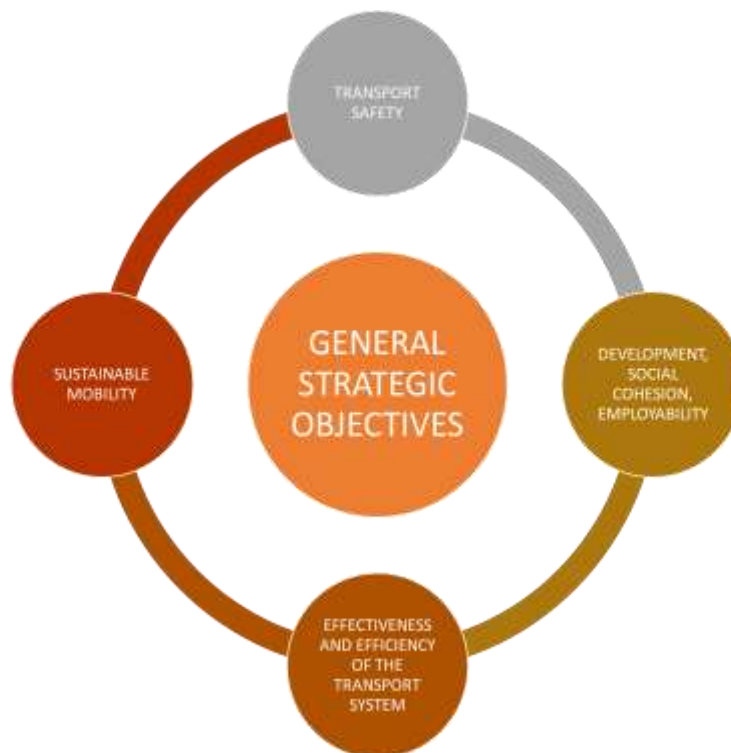 TRANSPORT
SAFETY
GENERAL
STRATEGIC
OBJECTIVES
SUSTAINABLE
MOBILITY
DEVELOPMENT,
SOCIAL
COHESION,
EMPLOYABILITY
EFFECTIVENESS
AND EFFICIENCY
OF THE
TRANSPORT
SYSTEM